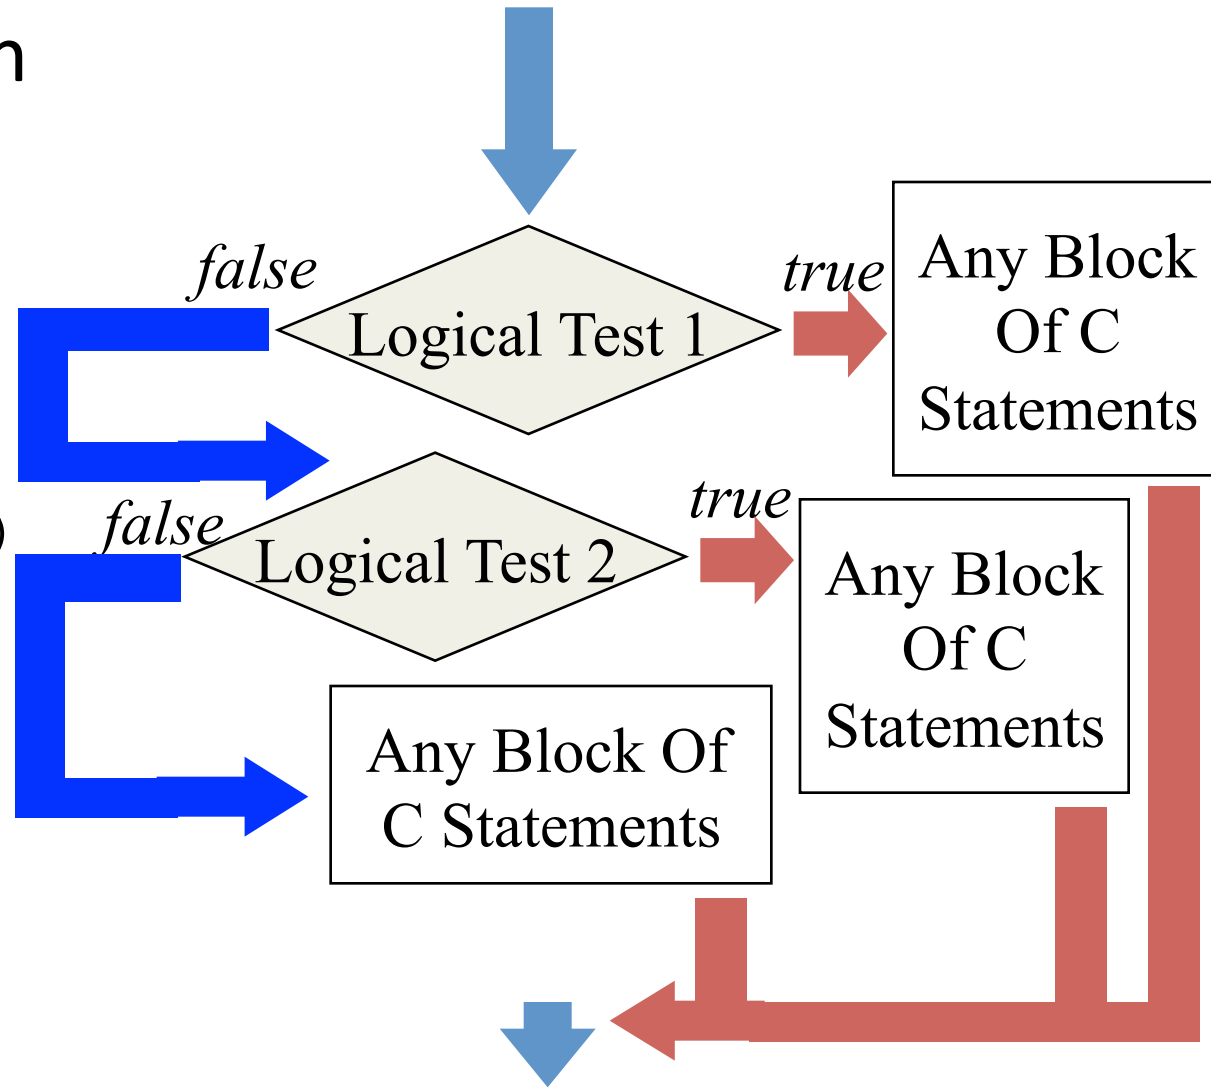 n
false
true
Logical Test 1
Any Block
Of C
Statements
)
false
true
Logical Test 2
Any Block
Of C
Statements
Any Block Of
C Statements